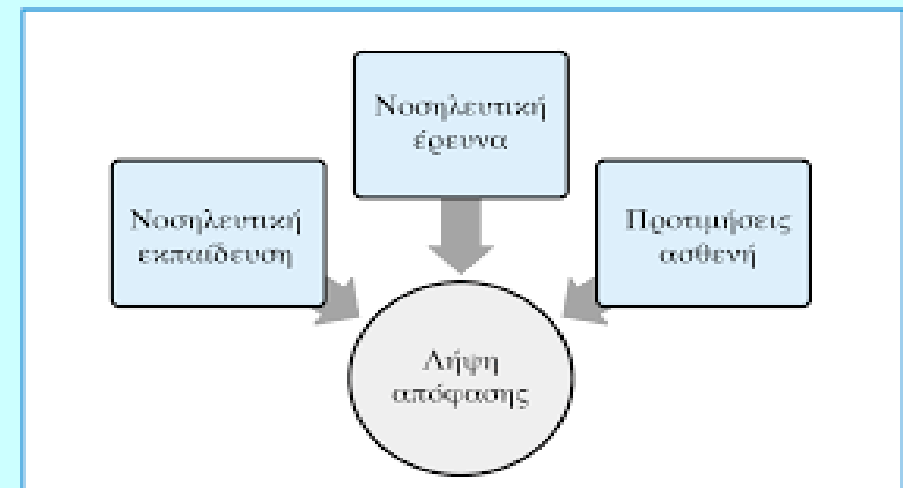 Νοσηλευτική
έρευνα
Νοσηλευτική
εκπαίδευση
Προτιμήσεις
ασθενή
Λήψη
απόφασης